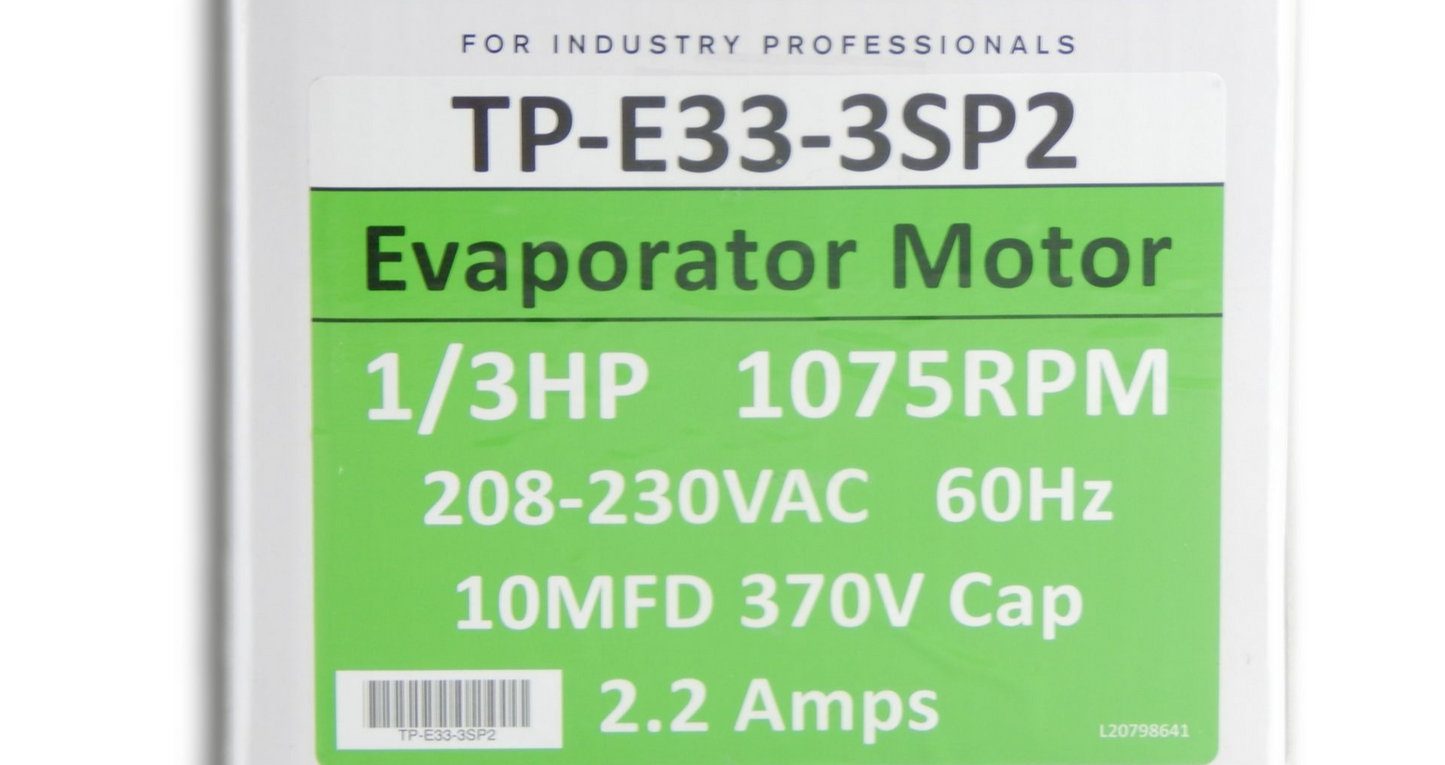 FOR INDUSTRY PROFESSIONALS
TP-E33-3SP2
Evaporator Motor
1/3HP 1075RPM
208-230VAC 60Hz
10MFD 370V Cap
2.2 Amps
TP-E33-3SP2
L20798641